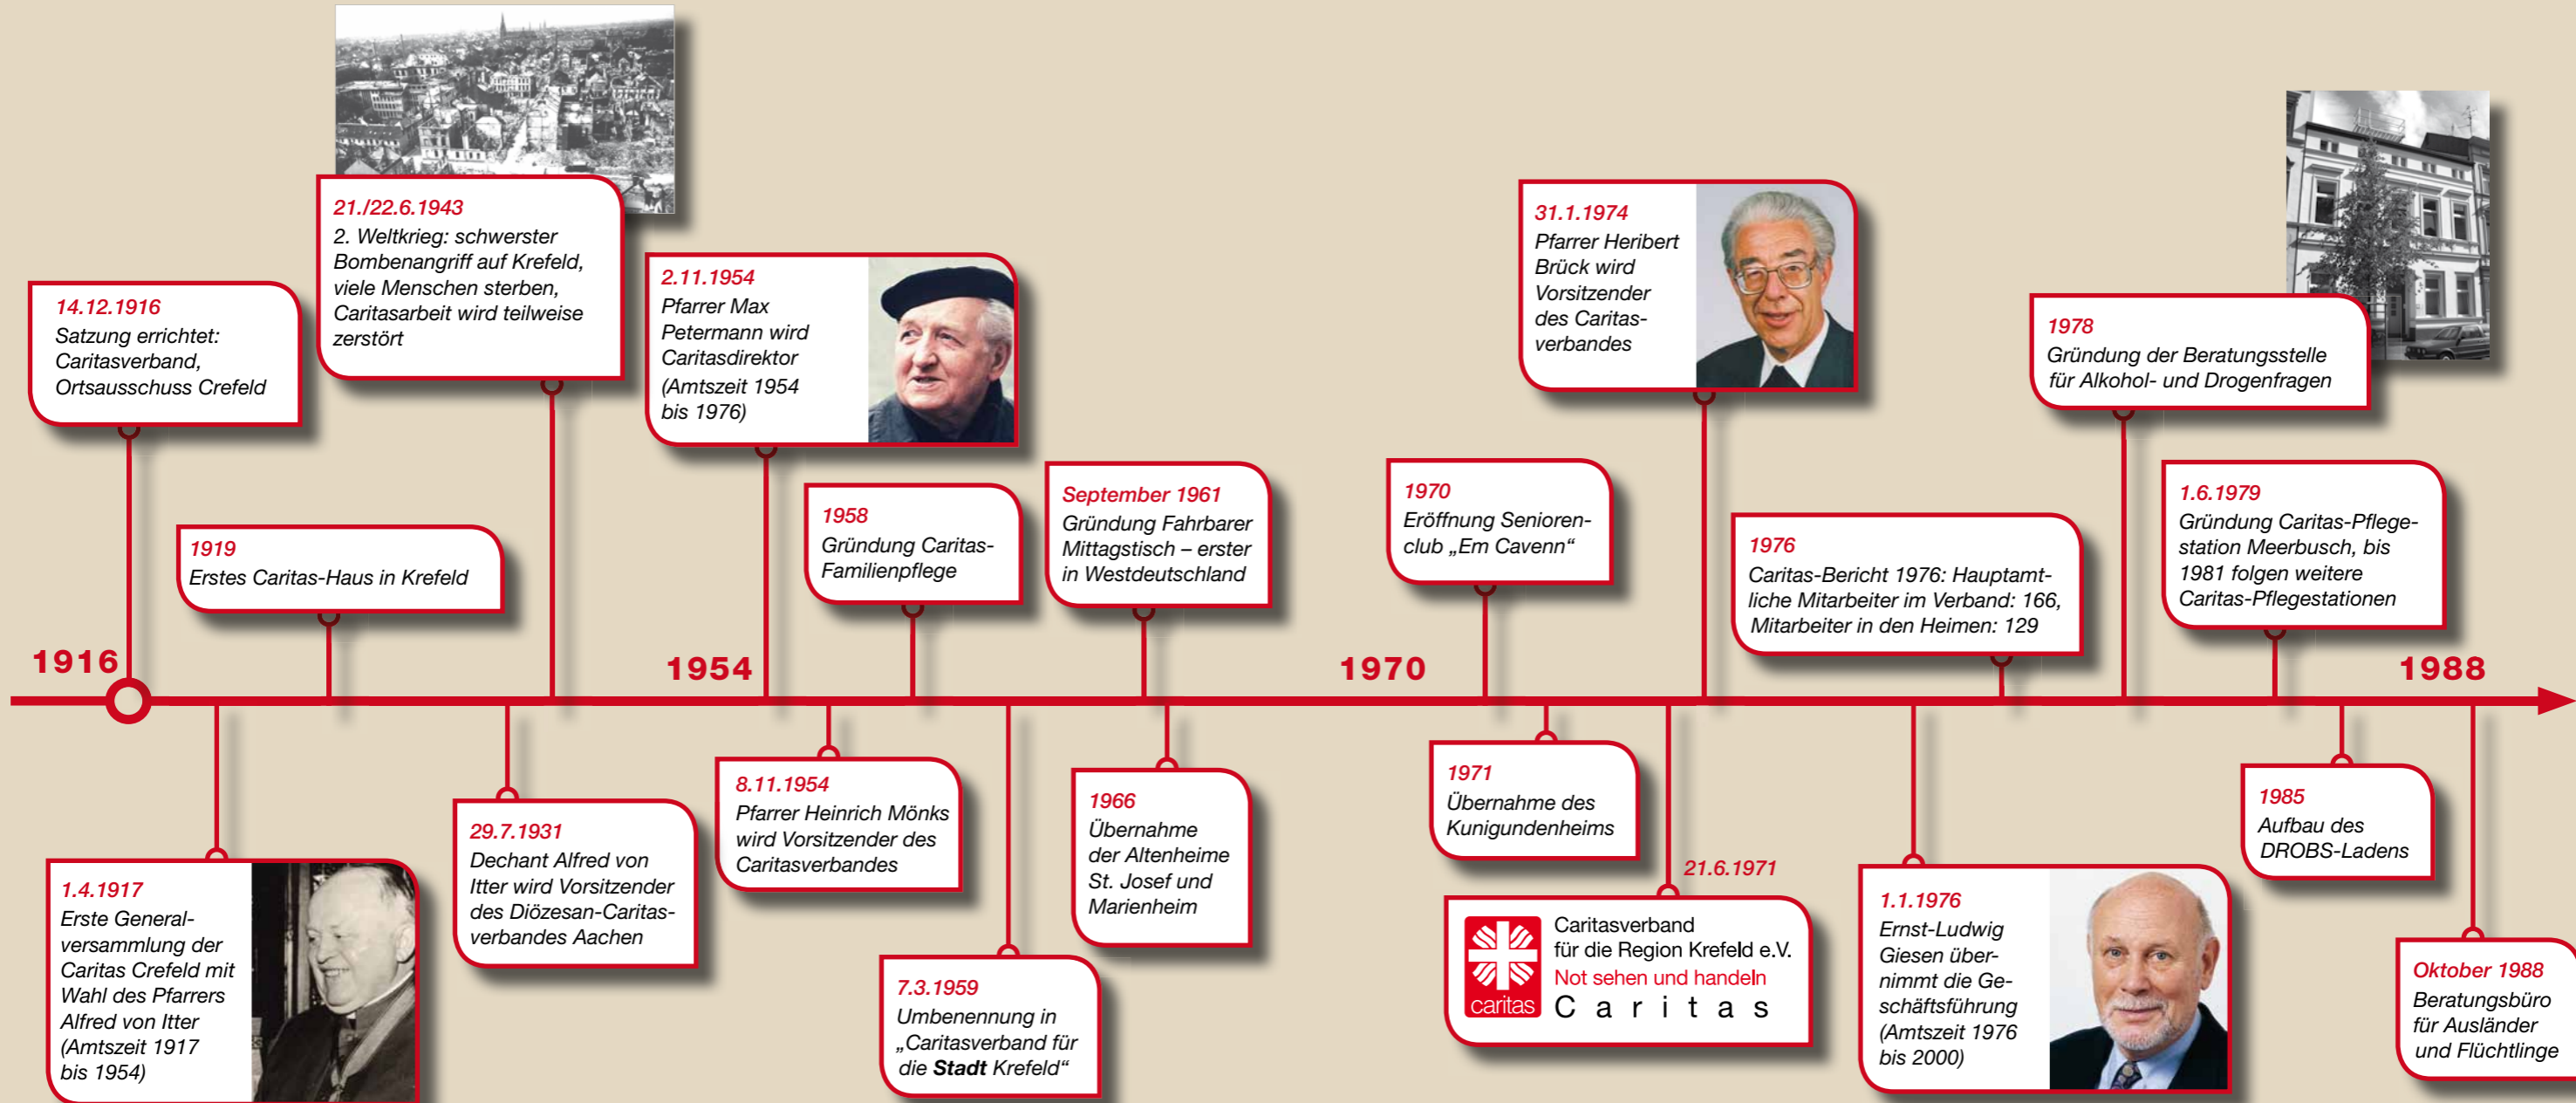 21./22.6.1943
2. Weltkrieg: schwerster
Bombenangriff auf Krefeld,
viele Menschen sterben,
Caritasarbeit wird teilweise
zerstört
14.12.1916
Satzung errichtet:
Caritasverband,
Ortsausschuss Crefeld
2.11.1954
Pfarrer Max
Petermann wird
Caritasdirektor
(Amtszeit 1954
bis 1976)
31.1.1974
Pfarrer Heribert
Brück wird
Vorsitzender
des Caritas-
verbandes
1978
Gründung der Beratungsstelle
für Alkohol- und Drogenfragen
1919
Erstes Caritas-Haus in Krefeld
1958
Gründung Caritas-
Familienpflege
September 1961
Gründung Fahrbarer
Mittagstisch – erster
in Westdeutschland
1970
Eröffnung Senioren-
club „Em Cavenn“
1976
Caritas-Bericht 1976: Hauptamt-
liche Mitarbeiter im Verband: 166,
Mitarbeiter in den Heimen: 129
1.6.1979
Gründung Caritas-Pflege-
station Meerbusch, bis
1981 folgen weitere
Caritas-Pflegestationen
1916
1954
1970
1988
1.4.1917
Erste General-
versammlung der
Caritas Crefeld mit
Wahl des Pfarrers
Alfred von Itter
(Amtszeit 1917
bis 1954)
29.7.1931
Dechant Alfred von
Itter wird Vorsitzender
des Diözesan-Caritas-
verbandes Aachen
8.11.1954
Pfarrer Heinrich Mönks
wird Vorsitzender des
Caritasverbandes
7.3.1959
Umbenennung in
„Caritasverband für
die Stadt Krefeld“
1966
Übernahme
der Altenheime
St. Josef und
Marienheim
1971
Übernahme des
Kunigundenheims
21.6.1971
caritas
Caritasverband
für die Region Krefeld e.V.
Not sehen und handeln
Caritas
1.1.1976
Ernst-Ludwig
Giesen über-
nimmt die Ge-
schäftsführung
(Amtszeit 1976
bis 2000)
1985
Aufbau des
DROBS-Ladens
Oktober 1988
Beratungsbüro
für Ausländer
und Flüchtlinge